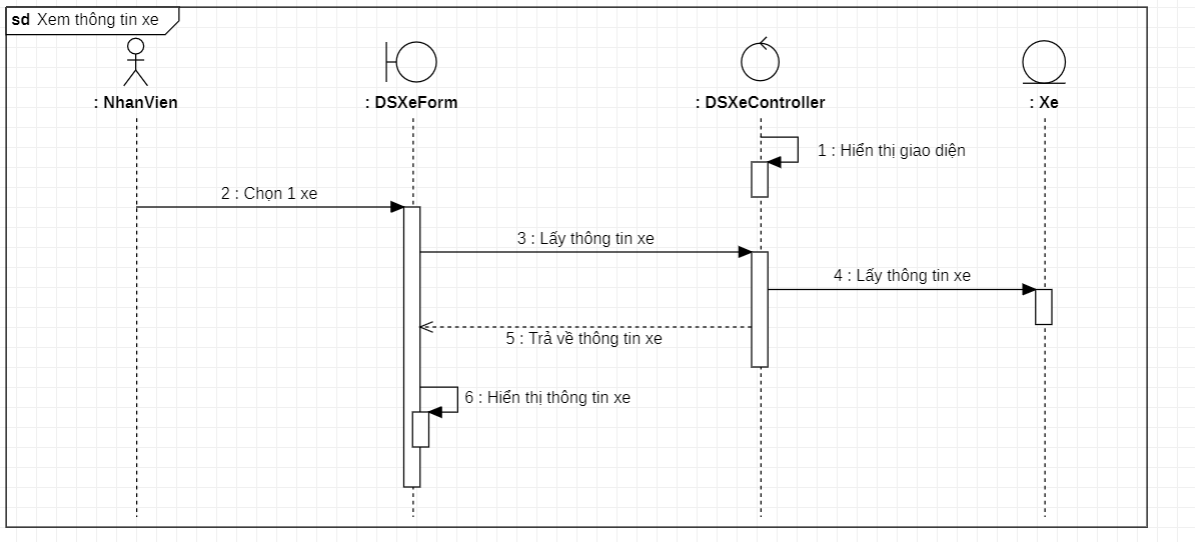 sd Xem thông tin xe
: NhanVien
: DSXeForm
: DSXeController
: Xe
1 : Hiển thị giao diện
2 : Chọn 1 xe
3 : Lấy thông tin xe
4 : Lấy thông tin xe
5 : Trả về thông tin xe
6 : Hiển thị thông tin xe